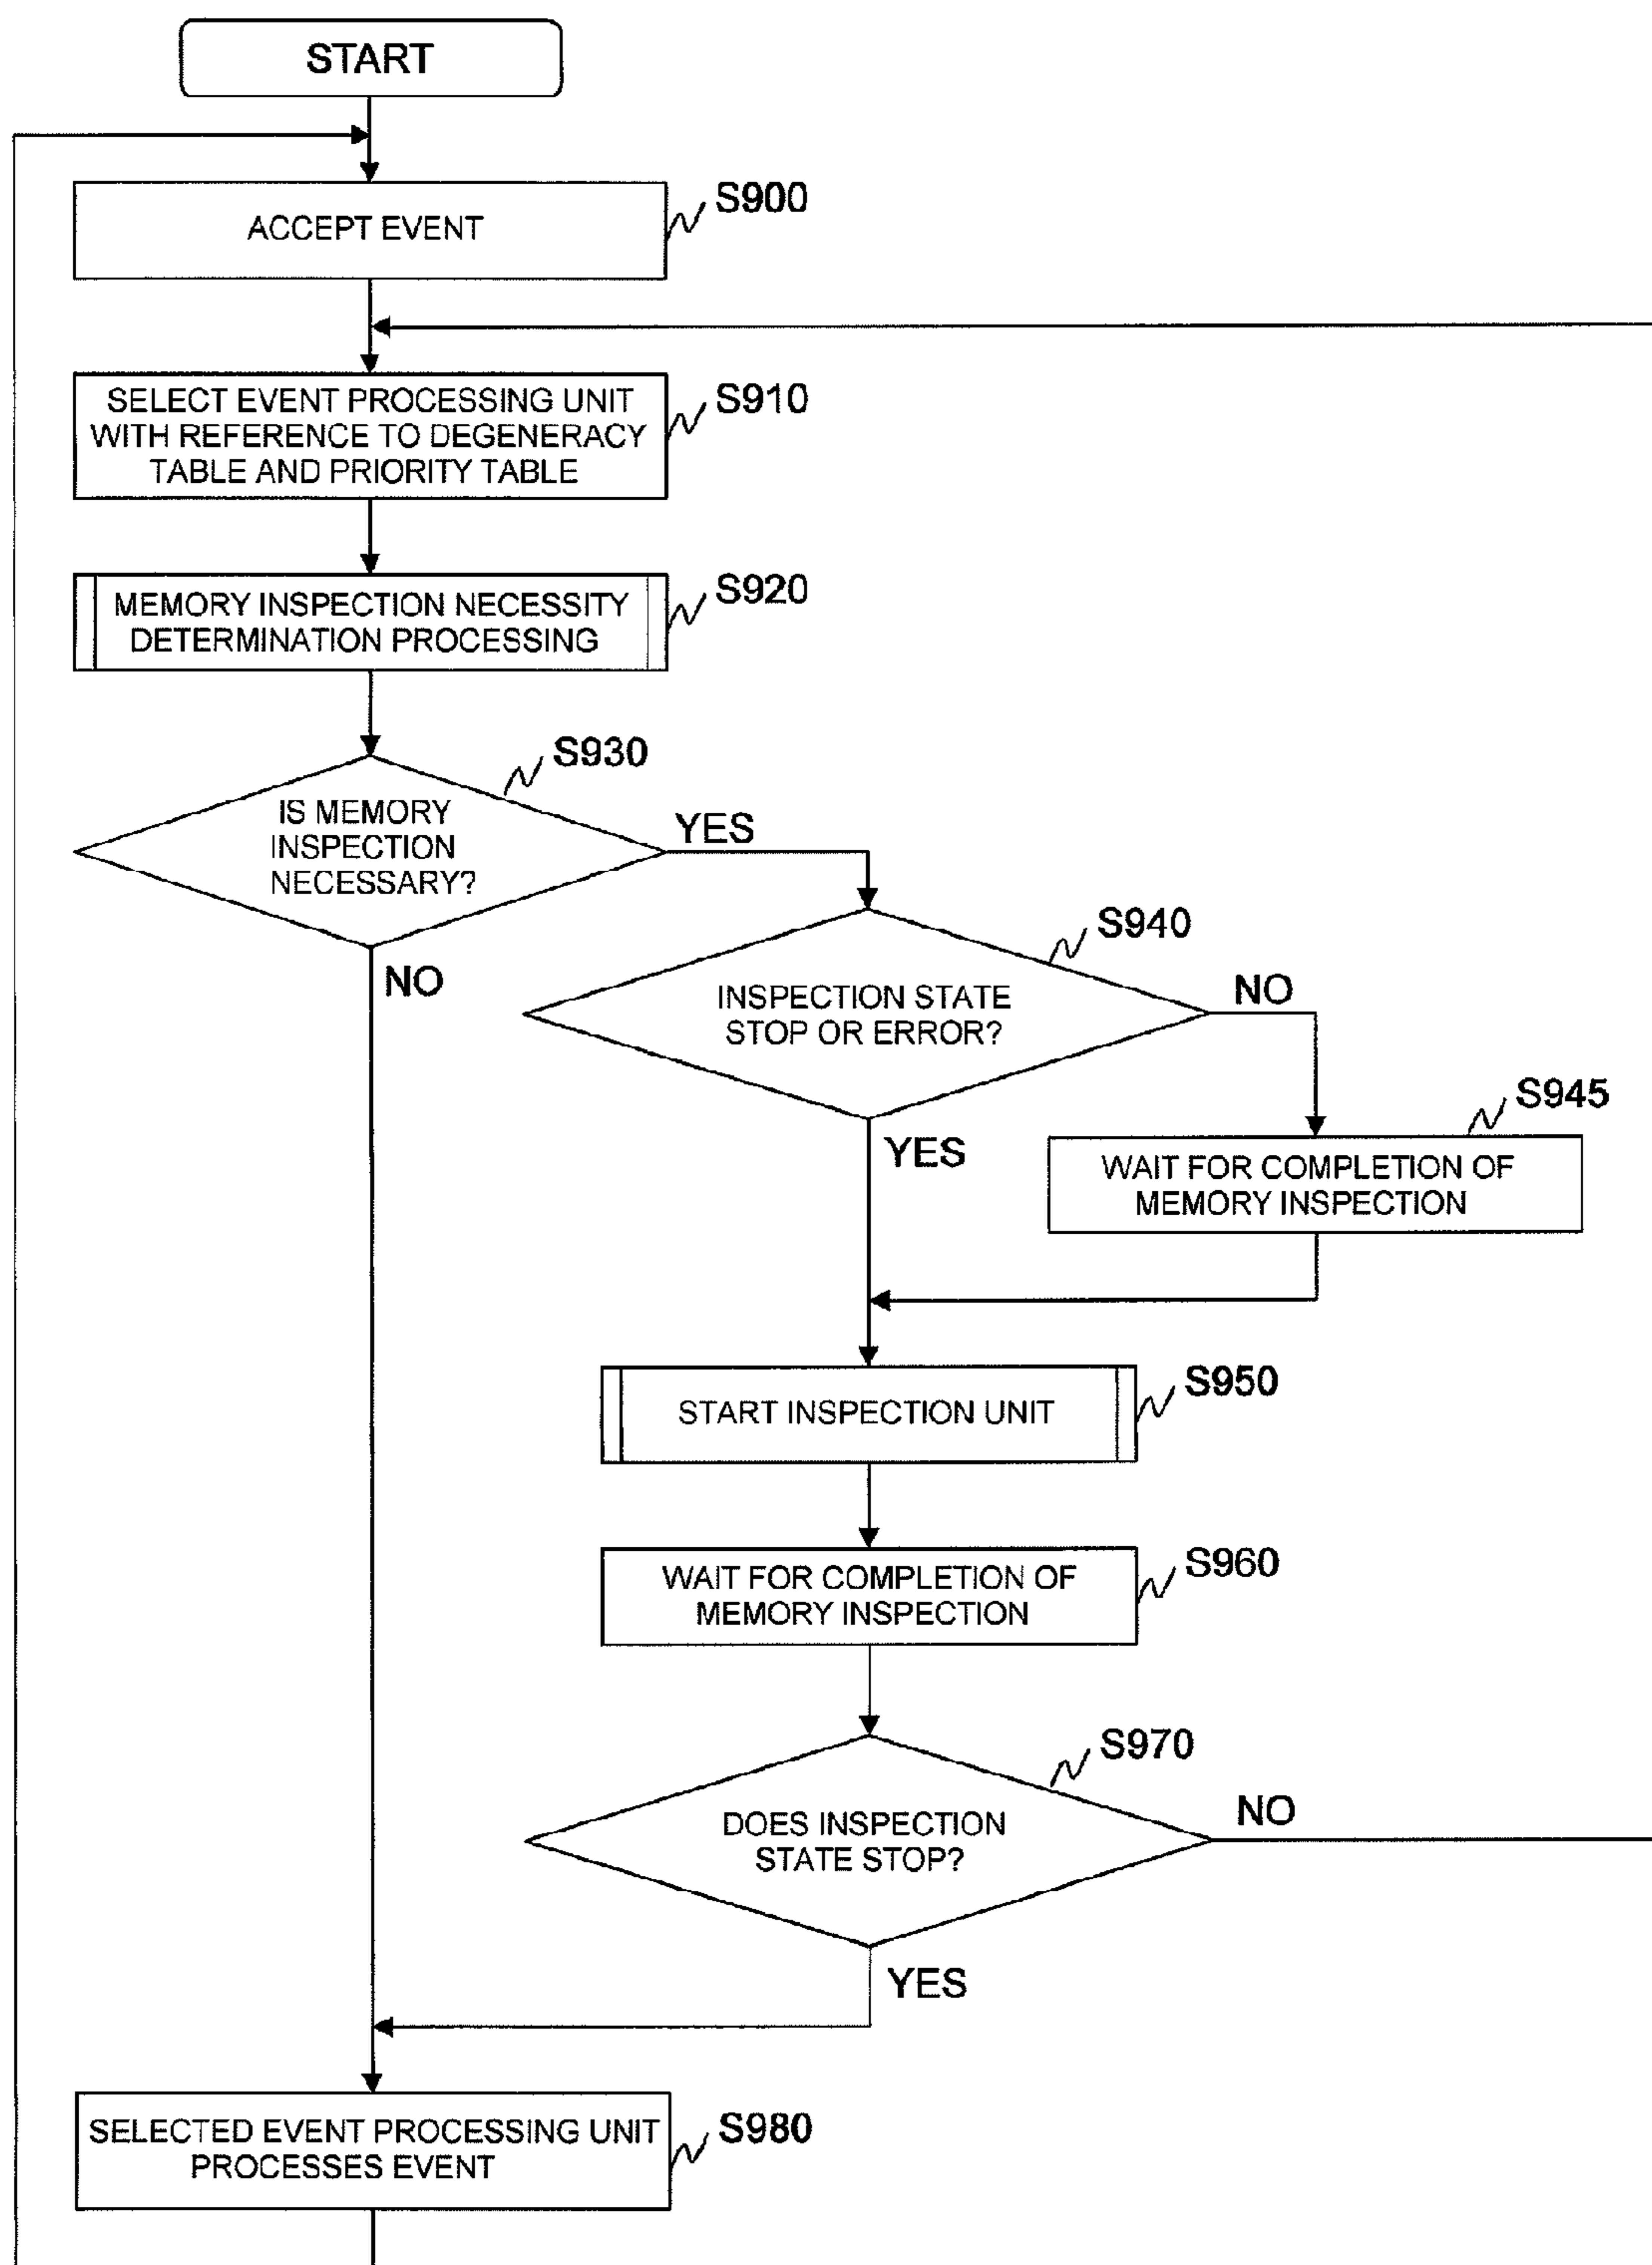 START
ACCEPT EVENT
S900
SELECT EVENT PROCESSING UNIT
WITH REFERENCE TO DEGENERACY
TABLE AND PRIORITY TABLE
S910
MEMORY INSPECTION NECESSITY
DETERMINATION PROCESSING
S920
IS MEMORY
INSPECTION
NECESSARY?
S930
YES
NO
INSPECTION STATE
STOP OR ERROR?
S940
NO
YES
WAIT FOR COMPLETION OF
MEMORY INSPECTION
S945
START INSPECTION UNIT
S950
WAIT FOR COMPLETION OF
MEMORY INSPECTION
S960
DOES INSPECTION
STATE STOP?
S970
NO
YES
SELECTED EVENT PROCESSING UNIT
PROCESSES EVENT
S980